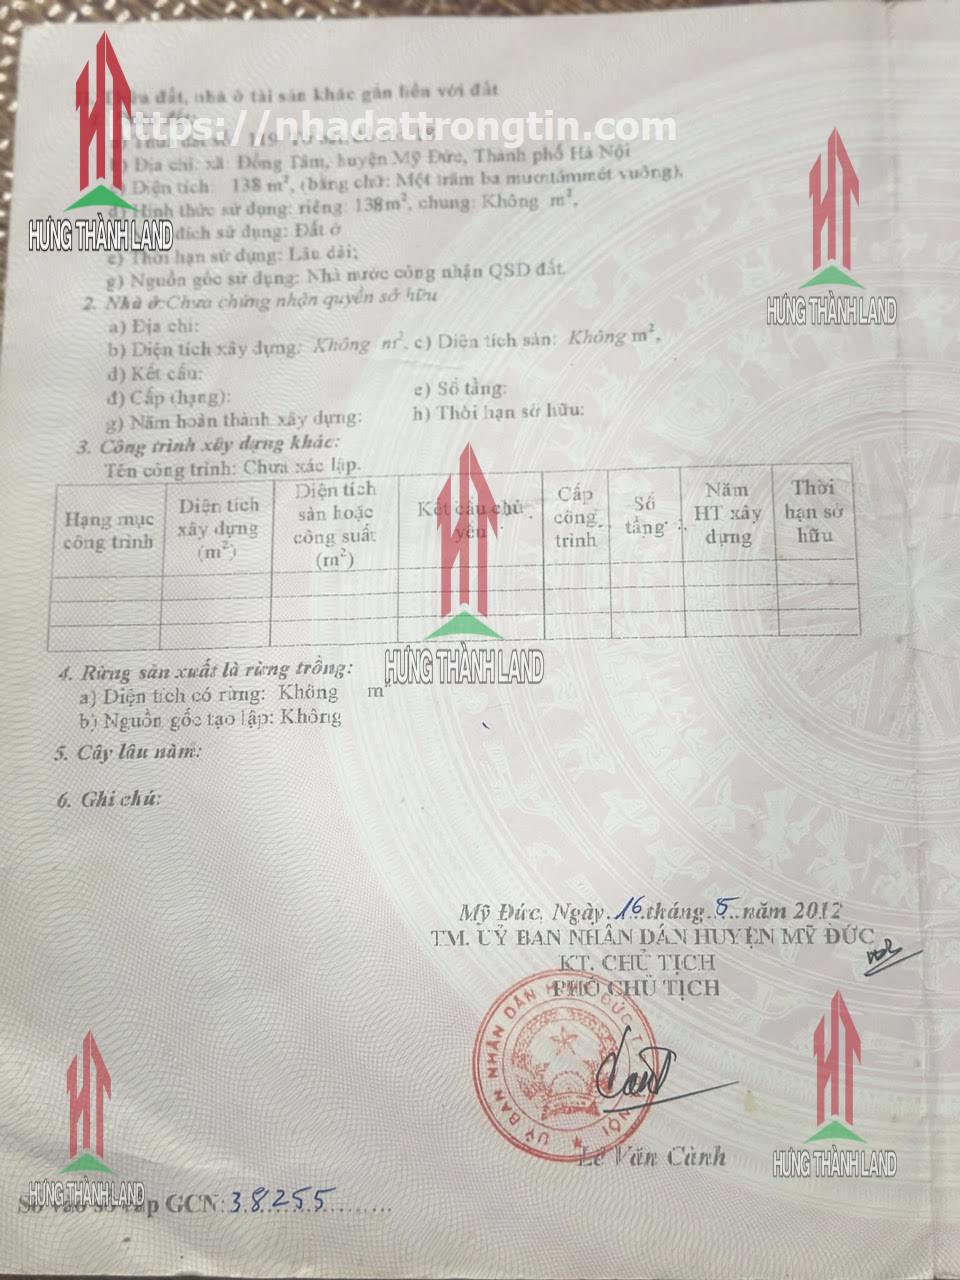 đất, nhà ở tài sản khác gắn liền với đất
https://nhadattrongtin.com
Địa chỉ: xã Đồng Tâm, huyện Mỹ Đức, Thành phố Hà Nội
Diện tích: 138 m², (bằng chữ: Một trăm ba mươi tám mét vuông),
d) Hình thức sử dụng: riêng: 138m², chung: Không m²,
đích sử dụng: Đất ở
e) Thời hạn sử dụng: Lâu dài;
g) Nguồn gốc sử dụng: Nhà nước công nhận QSD đất.
2. Nhà ở: Chưa chứng nhận quyền sở hữu
a) Địa chỉ:
b) Diện tích xây dựng: Không m², c) Diện tích sàn: Không m²,
d) Kết cấu:
đ) Cấp (hạng): e) Số tầng:
g) Năm hoàn thành xây dựng: h) Thời hạn sở hữu:
3. Công trình xây dựng khác:
Tên công trình: Chưa xác lập.
Hạng mục công trình
Diện tích xây dựng (m²)
Diện tích sàn hoặc công suất (m²)
Kết cấu chủ yếu
Cấp công trình
Số tầng
Năm HT xây dựng
Thời hạn sở hữu
4. Rừng sản xuất là rừng trồng:
a) Diện tích có rừng: Không m²
b) Nguồn gốc tạo lập: Không
5. Cây lâu năm:
6. Ghi chú:
Mỹ Đức, Ngày 16 tháng 5 năm 2012
TM. UỶ BAN NHÂN DÂN HUYỆN MỸ ĐỨC
KT. CHỦ TỊCH
PHÓ CHỦ TỊCH
Lê Văn Cảnh
Số vào sổ cấp GCN: 38255
HƯNG THÀNH LAND
HƯNG THÀNH LAND
HƯNG THÀNH LAND
HƯNG THÀNH LAND
HƯNG THÀNH LAND